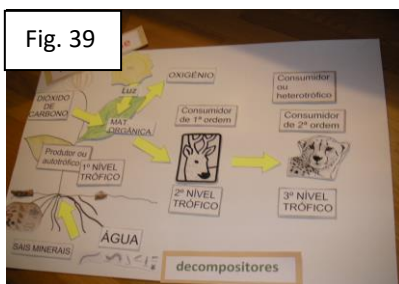 Fig. 39
Luz
OXIGÊNIO
DIÓXIDO
DE
CARBONO
MAT.
ORGÂNICA
Produtor ou
autotrófico
1º NÍVEL
TRÓFICO
SAIS MINERAIS
ÁGUA
Consumidor
de 1ª ordem
2º NÍVEL
TRÓFICO
Consumidor
ou
heterotrófico
Consumidor
de 2ª ordem
3º NÍVEL
TRÓFICO
decompositores